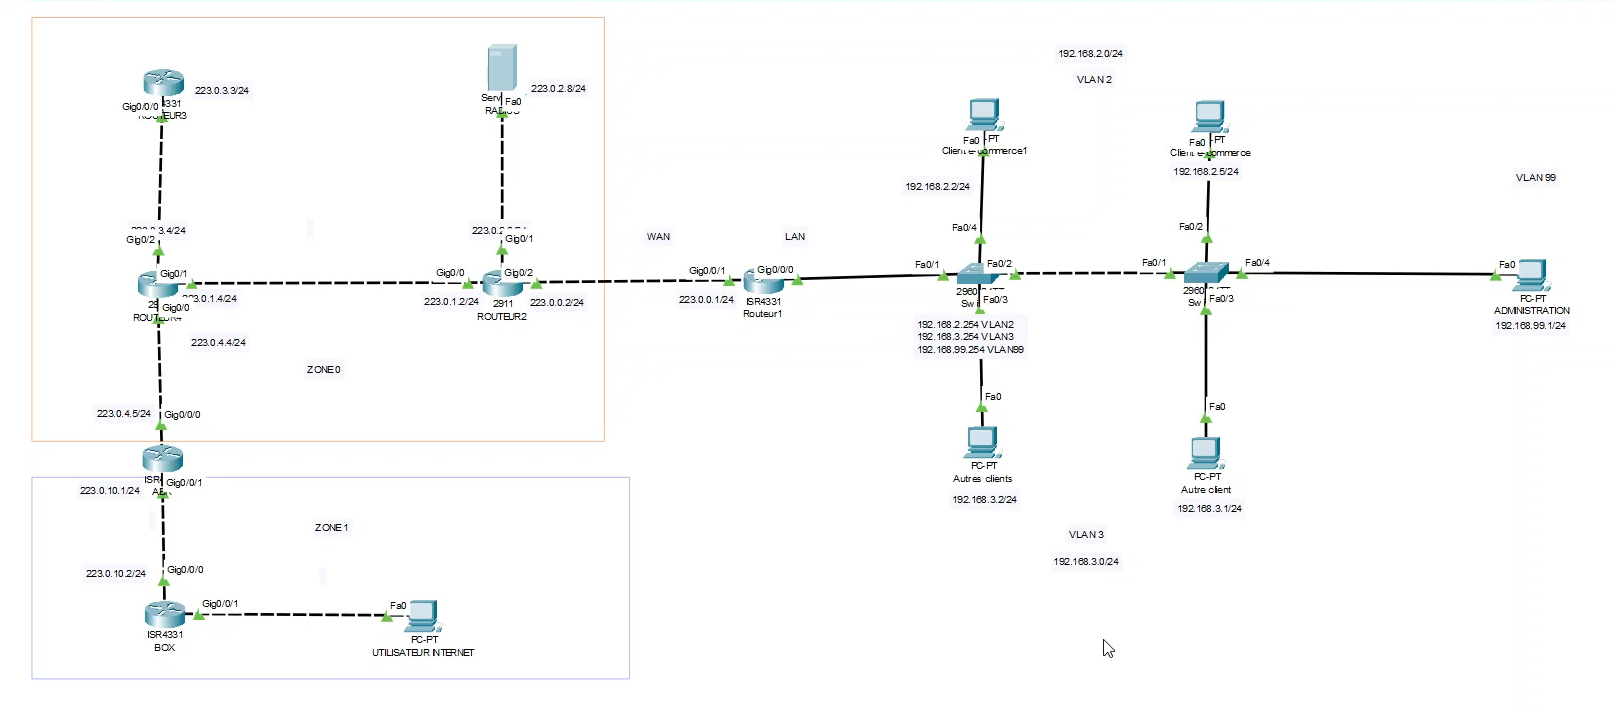 223.0.3.3/24
Gig0/0/0
223.0.2.8/24
Fa0
192.168.2.0/24
VLAN 2
Fa0
Client e-commerce1
192.168.2.2/24
Fa0/4
Fa0
Client e-commerce
192.168.2.5/24
Fa0/2
VLAN 99
Gig0/2
Gig0/1
WAN
LAN
Gig0/1
Gig0/0
223.0.1.4/24
Gig0/0
223.0.4.4/24
Gig0/0
Gig0/2
223.0.1.2/24
2911
ROUTEUR2
223.0.0.2/24
Gig0/0/1
Gig0/0/0
223.0.0.1/24
ISR4331
Routeur1
Fa0/1
Fa0/2
2960
Fa0/3
192.168.2.254 VLAN2
192.168.3.254 VLAN3
192.168.99.254 VLAN99
Fa0/1
Fa0/4
2960
Fa0/3
Fa0
PC-PT
ADMINISTRATION
192.168.99.1/24
ZONE 0
223.0.4.5/24
Gig0/0/0
Fa0
PC-PT
Autres clients
192.168.3.2/24
Fa0
PC-PT
Autre client
192.168.3.1/24
VLAN 3
192.168.3.0/24
Gig0/0/1
223.0.10.1/24
ZONE 1
223.0.10.2/24
Gig0/0/0
Gig0/0/1
ISR4331
BOX
Fa0
PC-PT
UTILISATEUR INTERNET